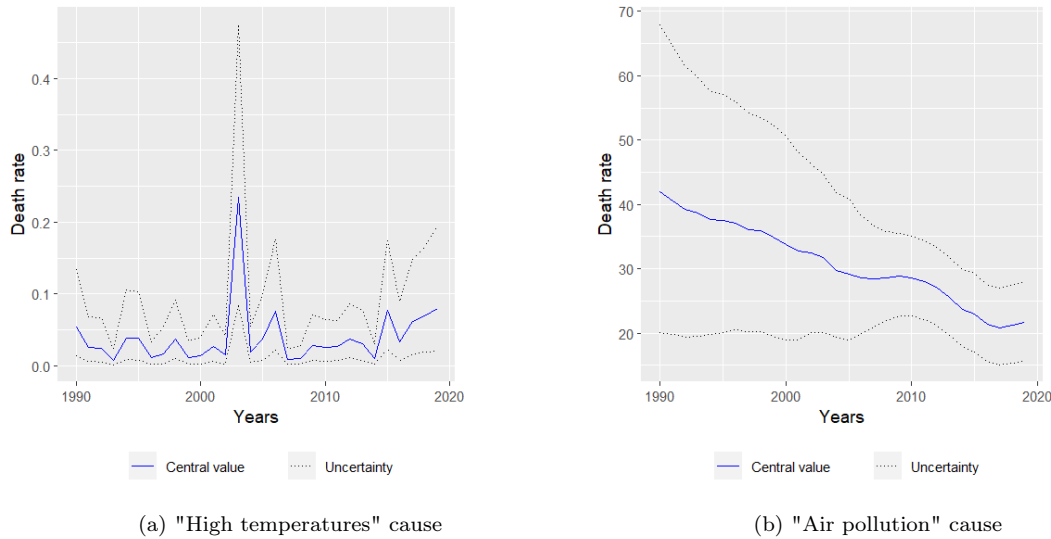 0.4
0.3
0.2
0.1
0.0
Death rate
1990
2000
2010
2020
Years
Central value
Uncertainty
(a) "High temperatures" cause
70
60
50
40
30
20
Death rate
1990
2000
2010
2020
Years
Central value
Uncertainty
(b) "Air pollution" cause